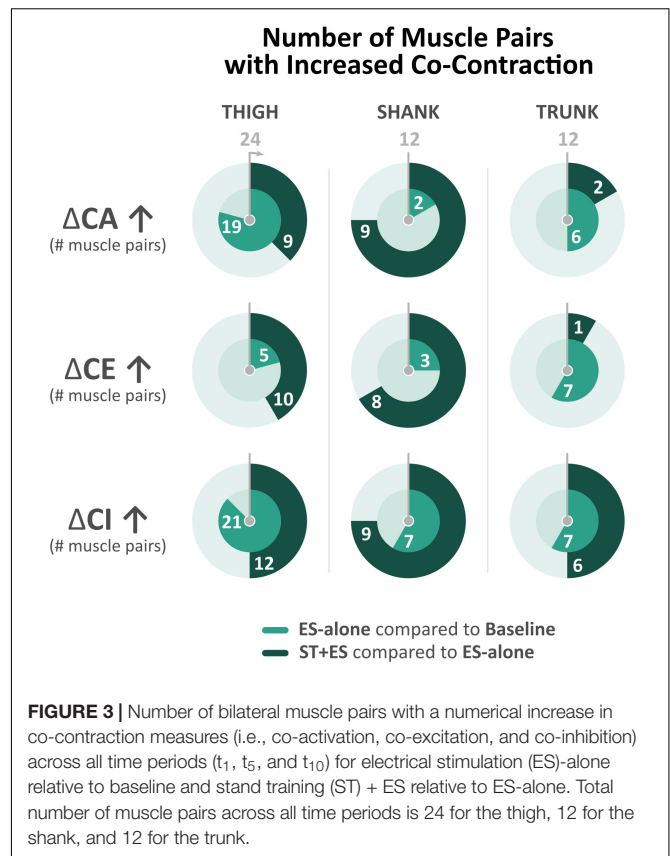 Number of Muscle Pairs
with Increased Co-Contraction
THIGH SHANK TRUNK
24 12 12
ΔCA ↑
(# muscle pairs)
19 9 9 2 6 2
ΔCE ↑
(# muscle pairs)
5 10 3 8 1 7
ΔCI ↑
(# muscle pairs)
21 12 9 7 7 6
ES-alone compared to Baseline
ST+ES compared to ES-alone
FIGURE 3 | Number of bilateral muscle pairs with a numerical increase in
co-contraction measures (i.e., co-activation, co-excitation, and co-inhibition)
across all time periods (t1, t5, and t10) for electrical stimulation (ES)-alone
relative to baseline and stand training (ST) + ES relative to ES-alone. Total
number of muscle pairs across all time periods is 24 for the thigh, 12 for the
shank, and 12 for the trunk.